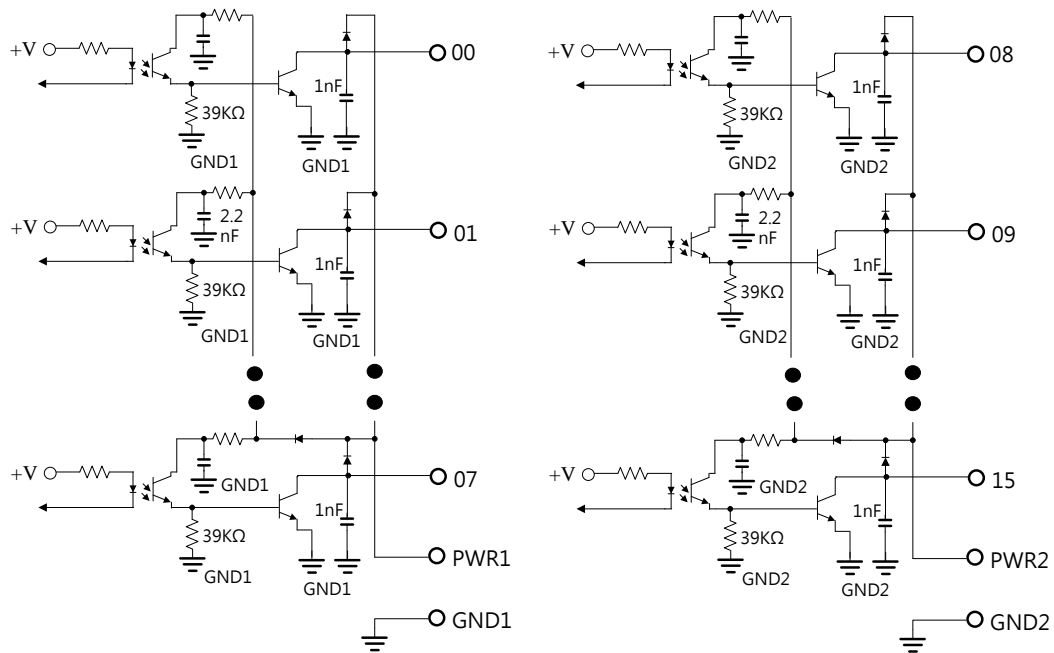 +V
00
1nF
39KΩ
GND1
GND1
+V
2.2
nF
01
1nF
39KΩ
GND1
GND1
+V
GND1
07
1nF
39KΩ
GND1
GND1
PWR1
GND1
+V
08
1nF
39KΩ
GND2
GND2
+V
2.2
nF
09
1nF
39KΩ
GND2
GND2
+V
GND2
15
1nF
39KΩ
GND2
GND2
PWR2
GND2